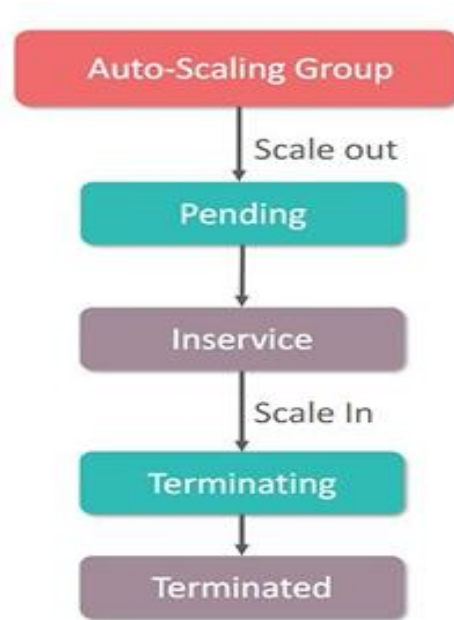 Auto-Scaling Group
Scale out
Pending
Inservice
Scale In
Terminating
Terminated